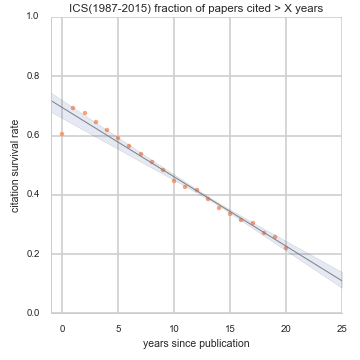 ICS(1987-2015) fraction of papers cited > X years
1.0
0.8
0.6
0.4
0.2
0.0
citation survival rate
0 5 10 15 20 25
years since publication